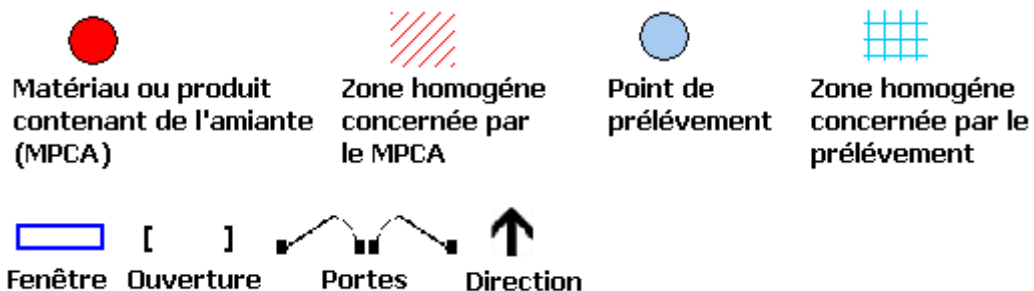 Matériau ou produit
contenant de l'amiante
(MPCA)
Zone homogéne
concernée par
le MPCA
Point de
prélévement
Zone homogéne
concernée par le
prélévement
Fenêtre
Ouverture
Portes
Direction